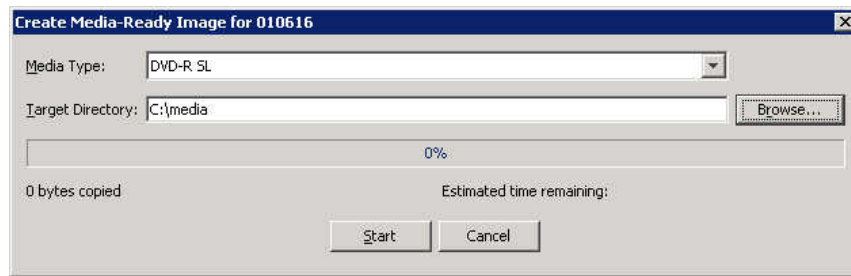 Create Media-Ready Image for 010616
Media Type: DVD-R SL
Target Directory: C:\media Browse...
0%
0 bytes copied Estimated time remaining:
Start Cancel